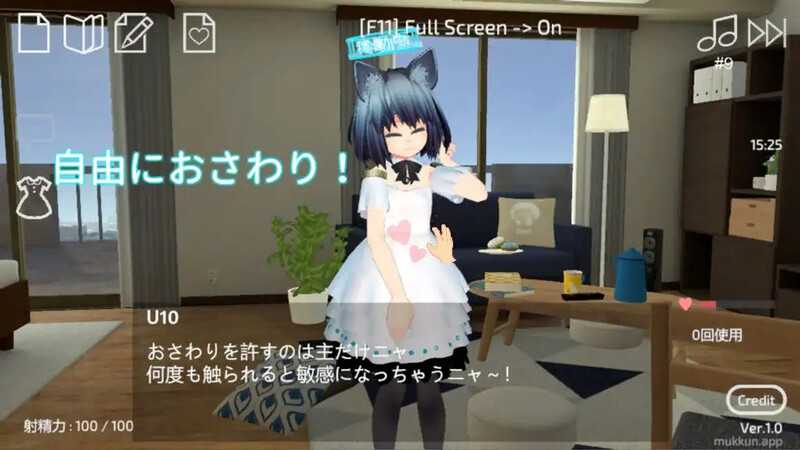 [F11] Full Screen -> On
#9
15:25
自由におさわり！
U10
おさわりを許すのは主だけニャ
何度も触られると敏感になっちゃうニャ～！
0回使用
Credit
射精力：100 / 100
Ver.1.0
mukkun.app